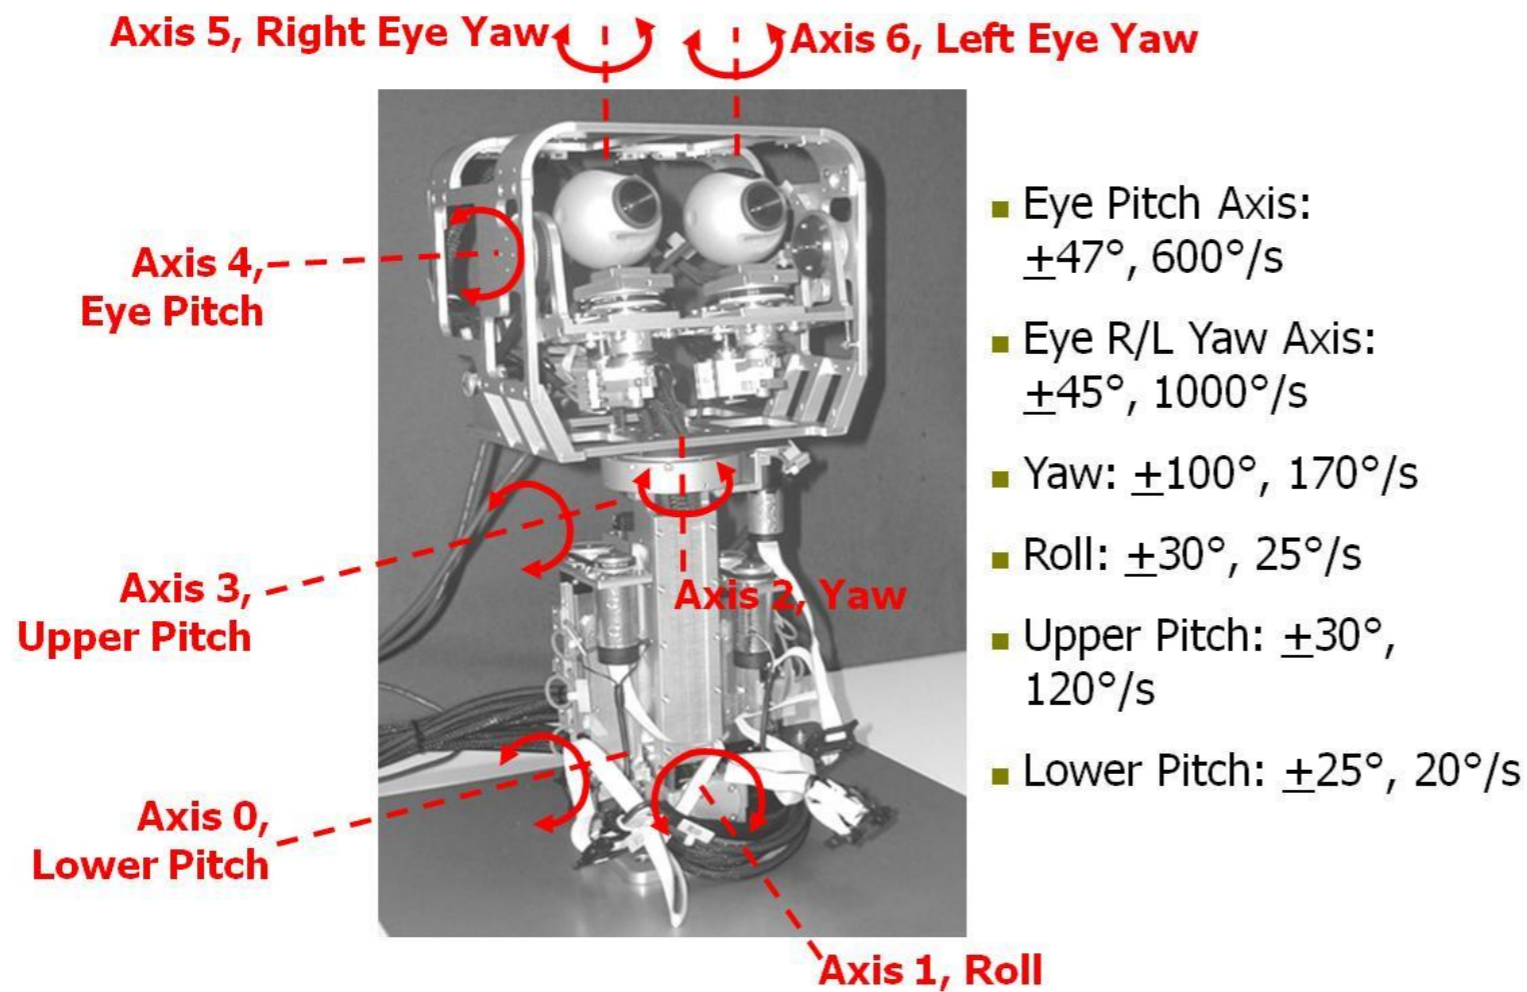 Axis 5, Right Eye Yaw
Axis 6, Left Eye Yaw
Axis 4,
Eye Pitch
Axis 3,
Upper Pitch
Axis 2, Yaw
Axis 0,
Lower Pitch
Axis 1, Roll
■ Eye Pitch Axis:
±47°, 600°/s
■ Eye R/L Yaw Axis:
±45°, 1000°/s
■ Yaw: ±100°, 170°/s
■ Roll: ±30°, 25°/s
■ Upper Pitch: ±30°,
120°/s
■ Lower Pitch: ±25°, 20°/s